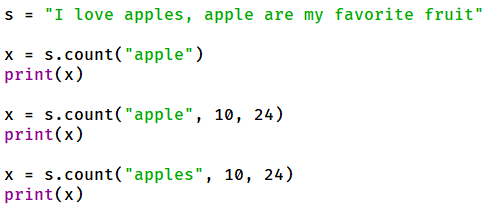 s = "I love apples, apple are my favorite fruit"
x = s.count("apple")
print(x)
x = s.count("apple", 10, 24)
print(x)
x = s.count("apples", 10, 24)
print(x)